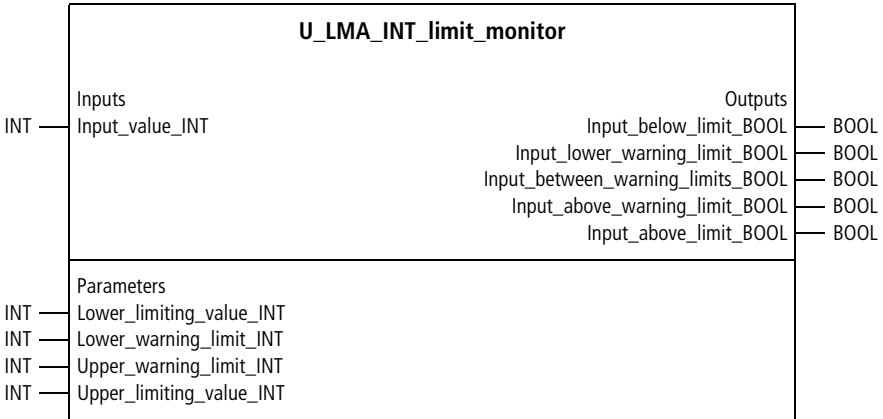 U_LMA_INT_limit_monitor
Inputs Outputs
INT Input_value_INT Input_below_limit_BOOL BOOL
Input_lower_warning_limit_BOOL BOOL
Input_between_warning_limits_BOOL BOOL
Input_above_warning_limit_BOOL BOOL
Input_above_limit_BOOL BOOL
Parameters
INT Lower_limiting_value_INT
INT Lower_warning_limit_INT
INT Upper_warning_limit_INT
INT Upper_limiting_value_INT